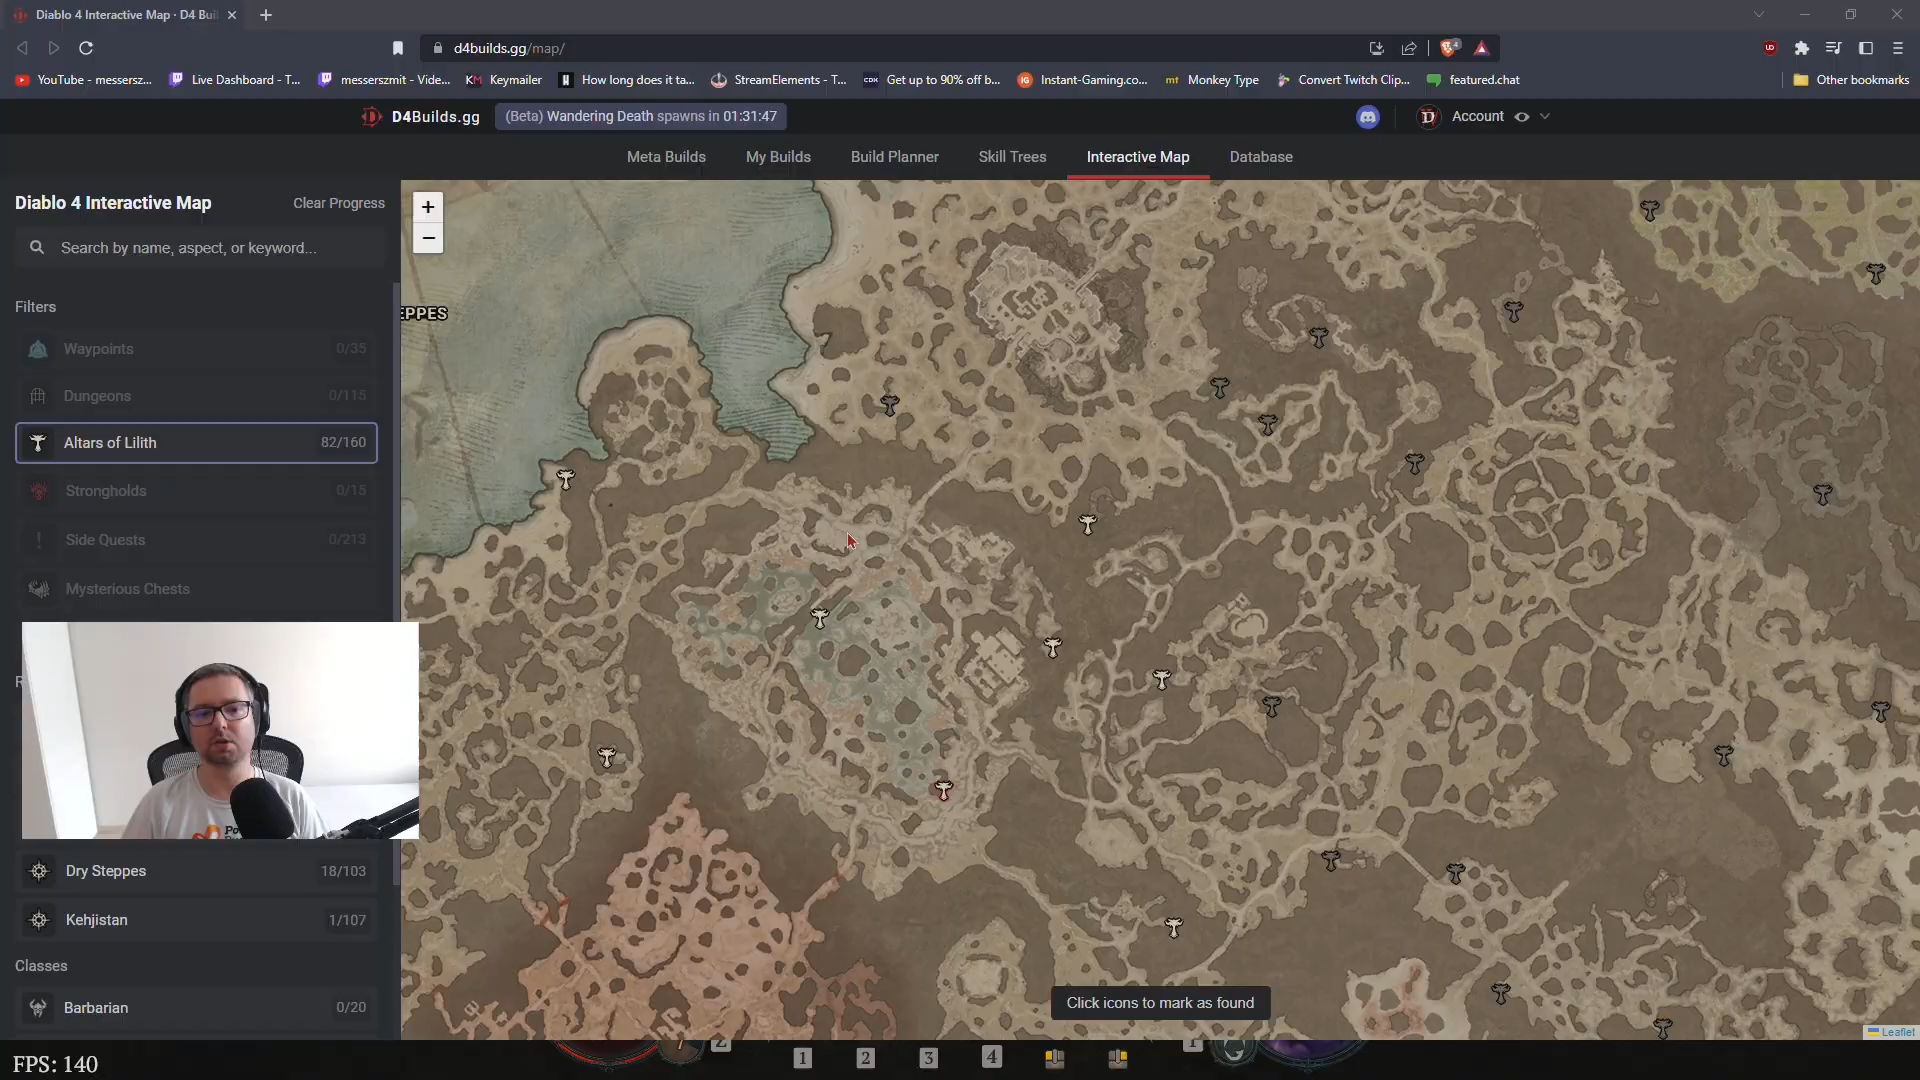 Diablo 4 Interactive Map · D4 Bui
d4builds.gg/map/
4
YouTube - messersz...
Live Dashboard - T...
messerszmit - Vide...
KM Keymailer
How long does it ta...
StreamElements - T...
CDK Get up to 90% off b...
IG Instant-Gaming.co...
mt Monkey Type
Convert Twitch Clip...
featured.chat
Other bookmarks
D4Builds.gg
(Beta) Wandering Death spawns in 01:31:47
Account
Meta Builds
My Builds
Build Planner
Skill Trees
Interactive Map
Database
Diablo 4 Interactive Map
Clear Progress
Search by name, aspect, or keyword...
Filters
Waypoints 0/35
Dungeons 0/115
Altars of Lilith 82/160
Strongholds 0/15
Side Quests 0/213
Mysterious Chests
R
Dry Steppes 18/103
Kehjistan 1/107
Classes
Barbarian 0/20
+
−
EPPES
Click icons to mark as found
Leaflet
FPS: 140
1
2
3
4